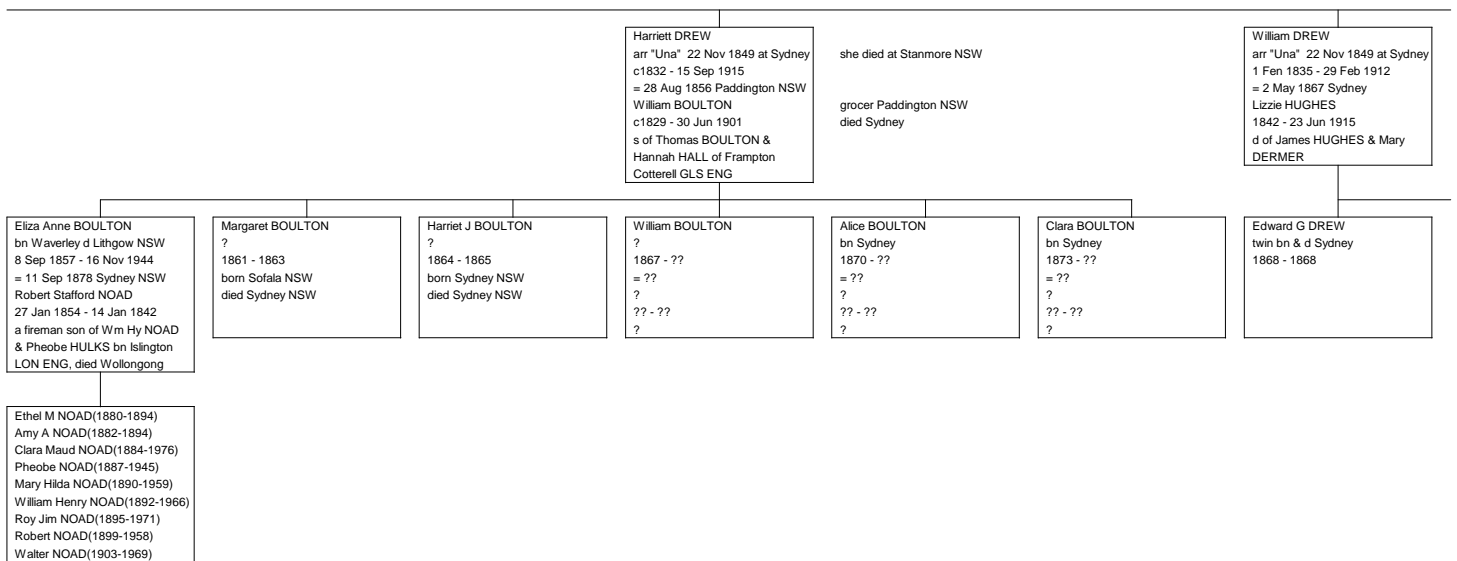 Harriett DREW
arr "Una"  22 Nov 1849 at Sydney
she died at Stanmore NSW
c1832 - 15 Sep 1915
= 28 Aug 1856 Paddington NSW
William BOULTON
grocer Paddington NSW
c1829 - 30 Jun 1901
died Sydney
s of Thomas BOULTON &
Hannah HALL of Frampton
Cotterell GLS ENG
William DREW
arr "Una"  22 Nov 1849 at Sydney
1 Fen 1835 - 29 Feb 1912
= 2 May 1867 Sydney
Lizzie HUGHES
1842 - 23 Jun 1915
d of James HUGHES & Mary
DERMER
Eliza Anne BOULTON
bn Waverley d Lithgow NSW
8 Sep 1857 - 16 Nov 1944
= 11 Sep 1878 Sydney NSW
Robert Stafford NOAD
27 Jan 1854 - 14 Jan 1842
a fireman son of Wm Hy NOAD
& Pheobe HULKS bn Islington
LON ENG, died Wollongong
Margaret BOULTON
?
1861 - 1863
born Sofala NSW
died Sydney NSW
Harriet J BOULTON
?
1864 - 1865
born Sydney NSW
died Sydney NSW
William BOULTON
?
1867 - ??
= ??
?
?? - ??
?
Alice BOULTON
bn Sydney
1870 - ??
= ??
?
?? - ??
?
Clara BOULTON
bn Sydney
1873 - ??
= ??
?
?? - ??
?
Edward G DREW
twin bn & d Sydney
1868 - 1868
Ethel M NOAD(1880-1894)
Amy A NOAD(1882-1894)
Clara Maud NOAD(1884-1976)
Pheobe NOAD(1887-1945)
Mary Hilda NOAD(1890-1959)
William Henry NOAD(1892-1966)
Roy Jim NOAD(1895-1971)
Robert NOAD(1899-1958)
Walter NOAD(1903-1969)